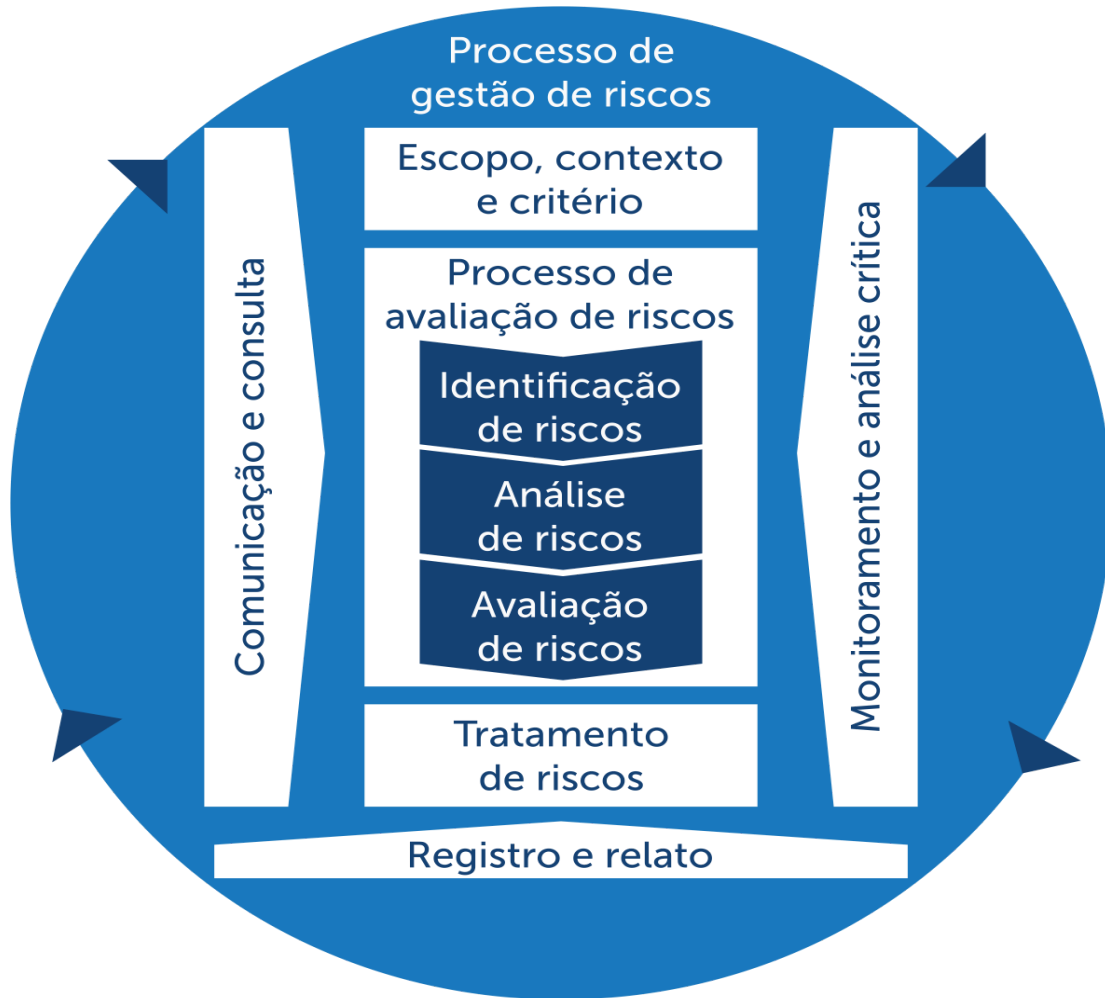 Processo de
gestão de riscos
Escopo, contexto
e critério
Processo de
avaliação de riscos
Identificação
de riscos
Análise
de riscos
Avaliação
de riscos
Tratamento
de riscos
Comunicação e consulta
Monitoramento e análise crítica
Registro e relato